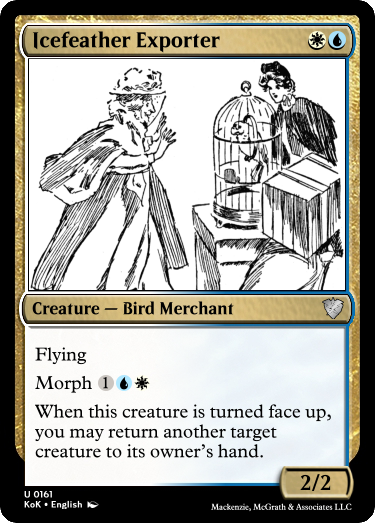 Icefeather Exporter
Creature — Bird Merchant
Flying
Morph 1
When this creature is turned face up,
you may return another target
creature to its owner's hand.
2/2
U 0161
KoK • English
Mackenzie, McGrath & Associates LLC